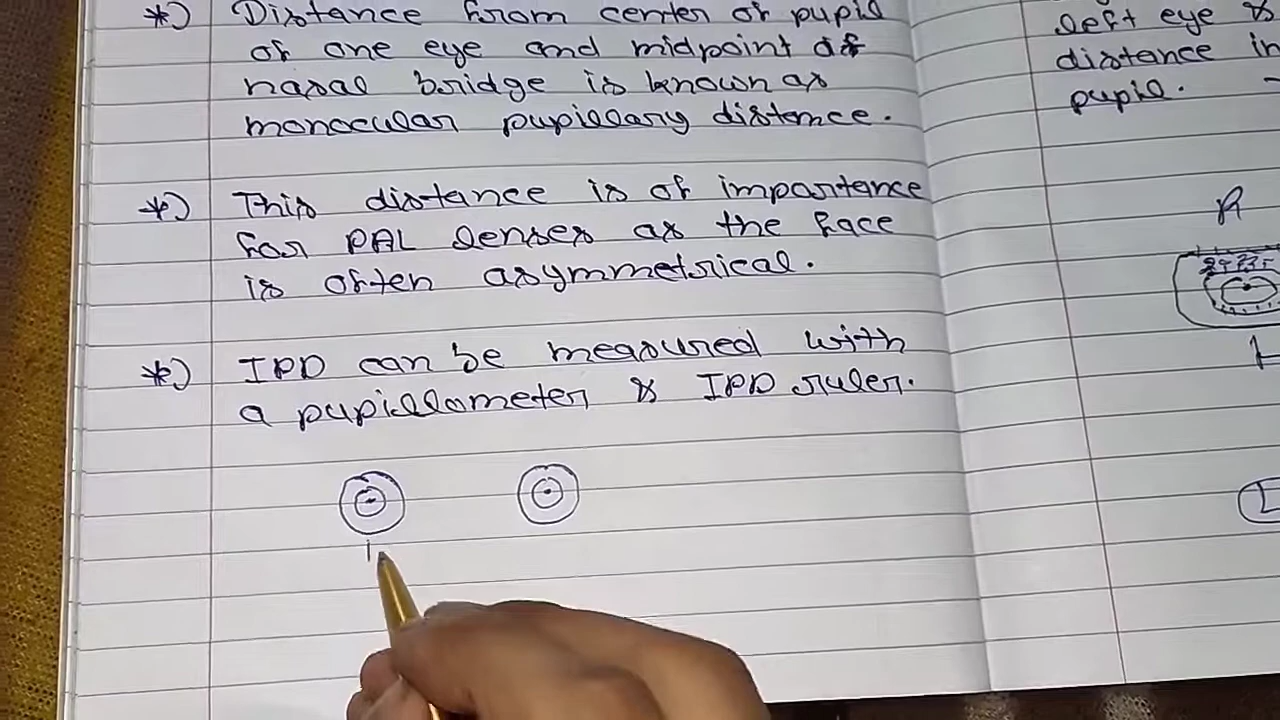 *) Distance from center of pupil
of one eye and midpoint of
nasal bridge is known as
monocular pupillary distance.
*) This distance is of importance
for PAL lenses as the face
is often asymmetrical.
*) IPD can be measured with
a pupillometer & IPD ruler.
left eye &
distance in
pupil.
R